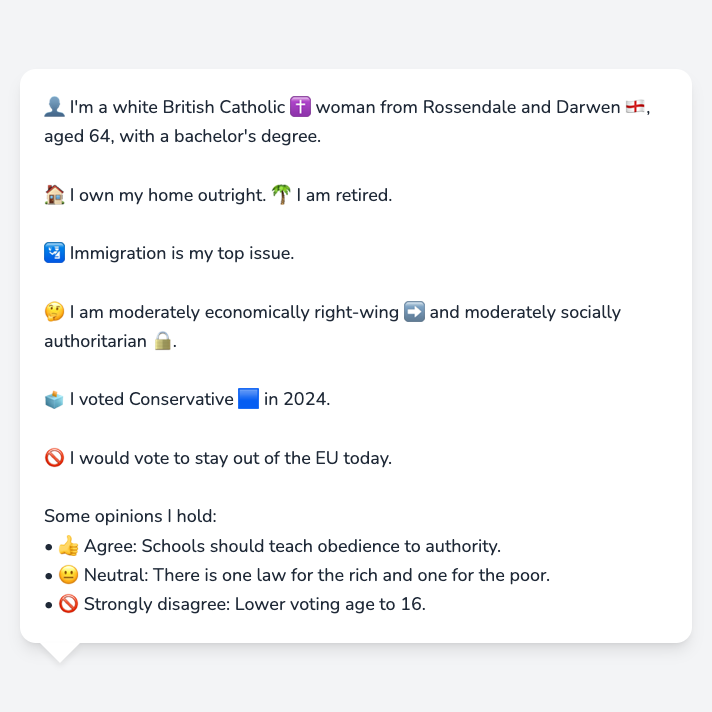 👤 I'm a white British Catholic ✝️ woman from Rossendale and Darwen 🏴󠁧󠁢󠁥󠁮󠁧󠁿,
aged 64, with a bachelor's degree.
🏠 I own my home outright. 🌴 I am retired.
🛂 Immigration is my top issue.
🤔 I am moderately economically right-wing ➡️ and moderately socially
authoritarian 🔒.
🗳️ I voted Conservative 🟦 in 2024.
🚫 I would vote to stay out of the EU today.
Some opinions I hold:
• 👍 Agree: Schools should teach obedience to authority.
• 😐 Neutral: There is one law for the rich and one for the poor.
• 🚫 Strongly disagree: Lower voting age to 16.